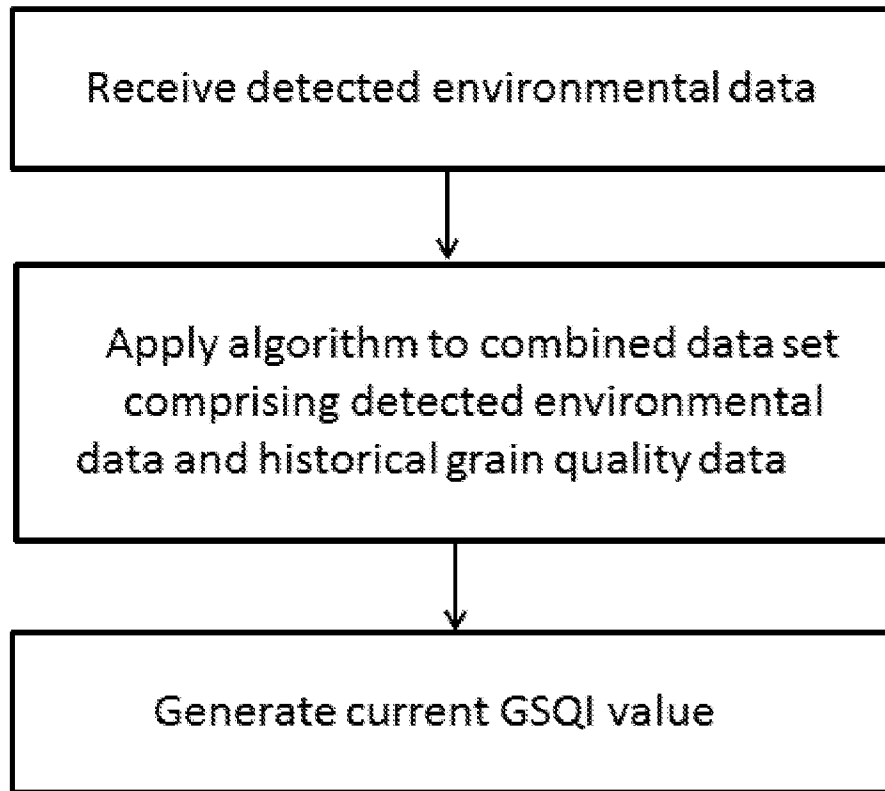 Receive detected environmental data
Apply algorithm to combined data set
comprising detected environmental
data and historical grain quality data
Generate current GSQI value